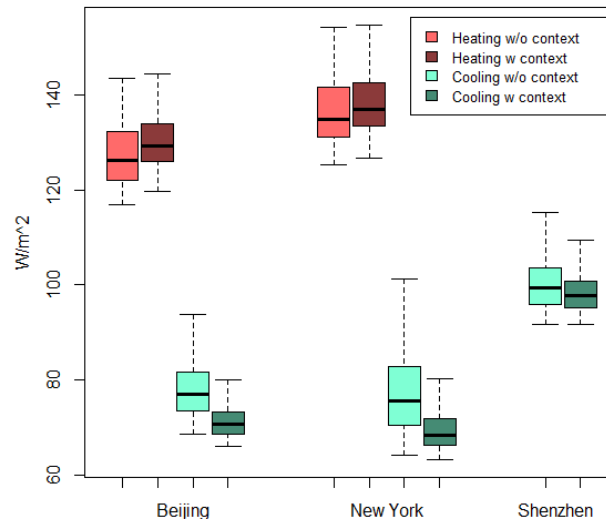 Heating w/o context
Heating w context
Cooling w/o context
Cooling w context
W/m^2
140
120
100
80
60
Beijing New York Shenzhen